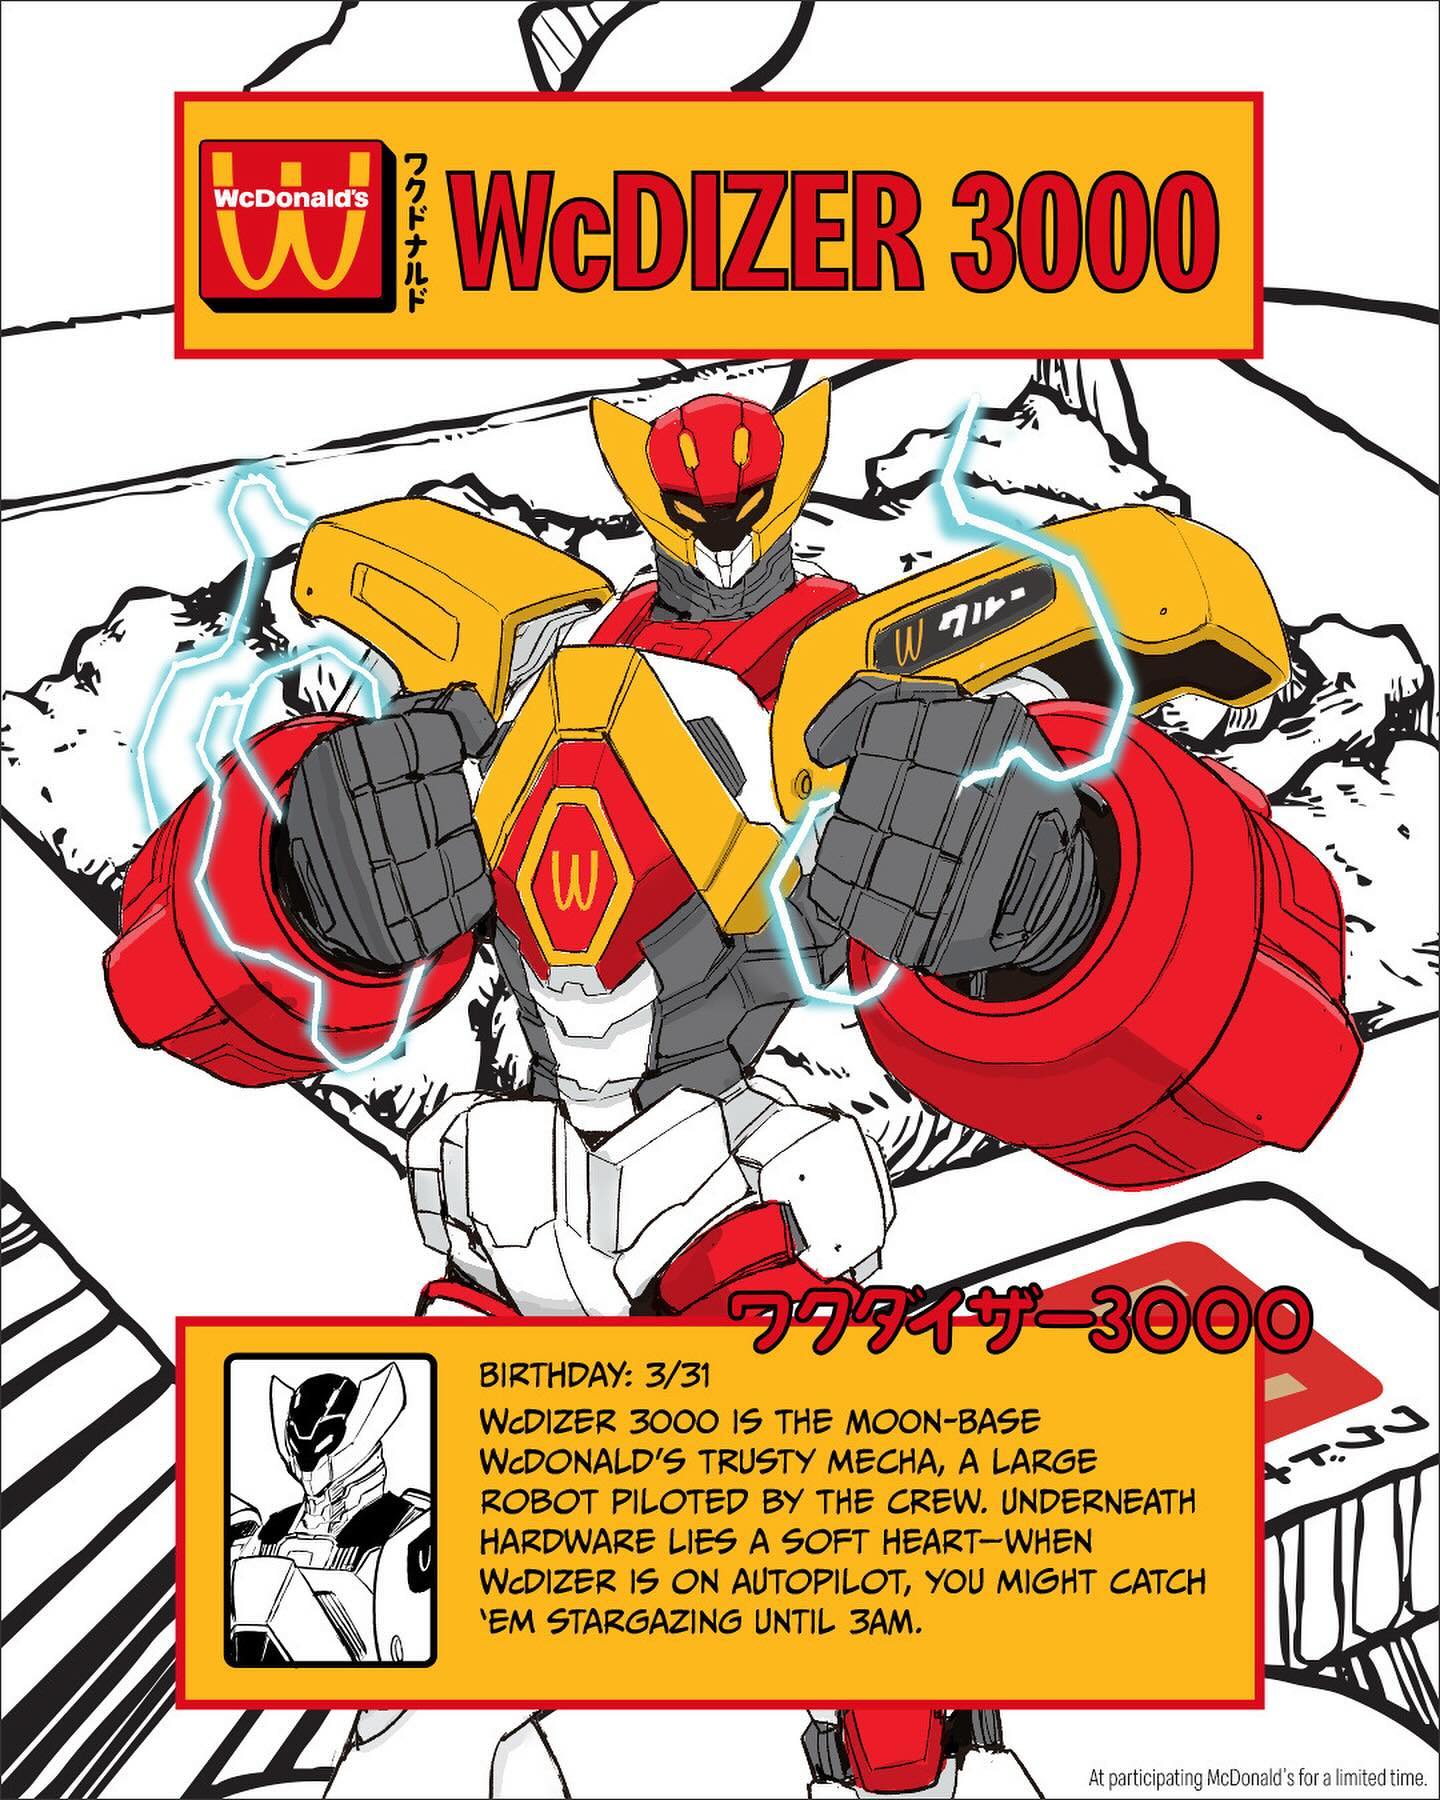 WcDonald's
ワクドナルド
WcDIZER 3000
W クルー
W
ワクダイザー3000
BIRTHDAY: 3/31
WcDIZER 3000 IS THE MOON-BASE
WcDONALD'S TRUSTY MECHA, A LARGE
ROBOT PILOTED BY THE CREW. UNDERNEATH
HARDWARE LIES A SOFT HEART—WHEN
WcDIZER IS ON AUTOPILOT, YOU MIGHT CATCH
'EM STARGAZING UNTIL 3AM.
At participating McDonald's for a limited time.